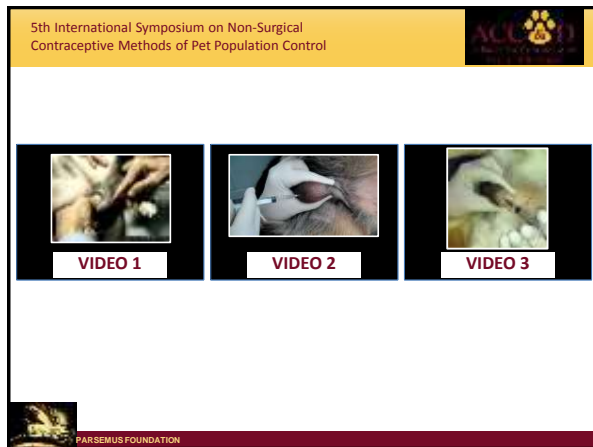 5th International Symposium on Non-Surgical
Contraceptive Methods of Pet Population Control
VIDEO 1
VIDEO 2
VIDEO 3
PARSEMUS FOUNDATION